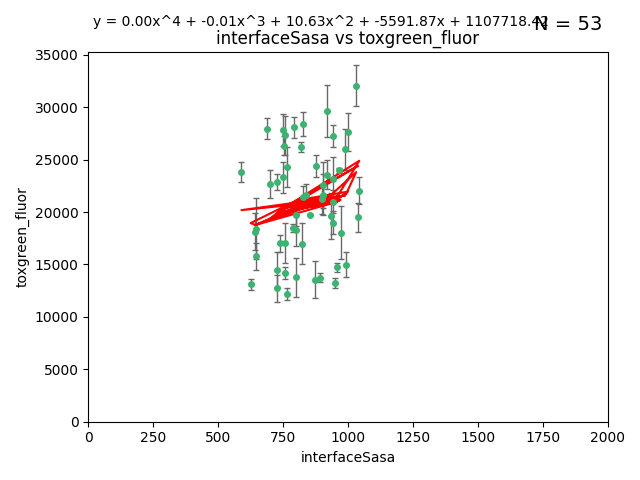 y = 0.00x^4 + -0.01x^3 + 10.63x^2 + -5591.87x + 1107718.42
N = 53
interfaceSasa vs toxgreen_fluor
35000
30000
25000
20000
15000
10000
5000
0
toxgreen_fluor
0 250 500 750 1000 1250 1500 1750 2000
interfaceSasa